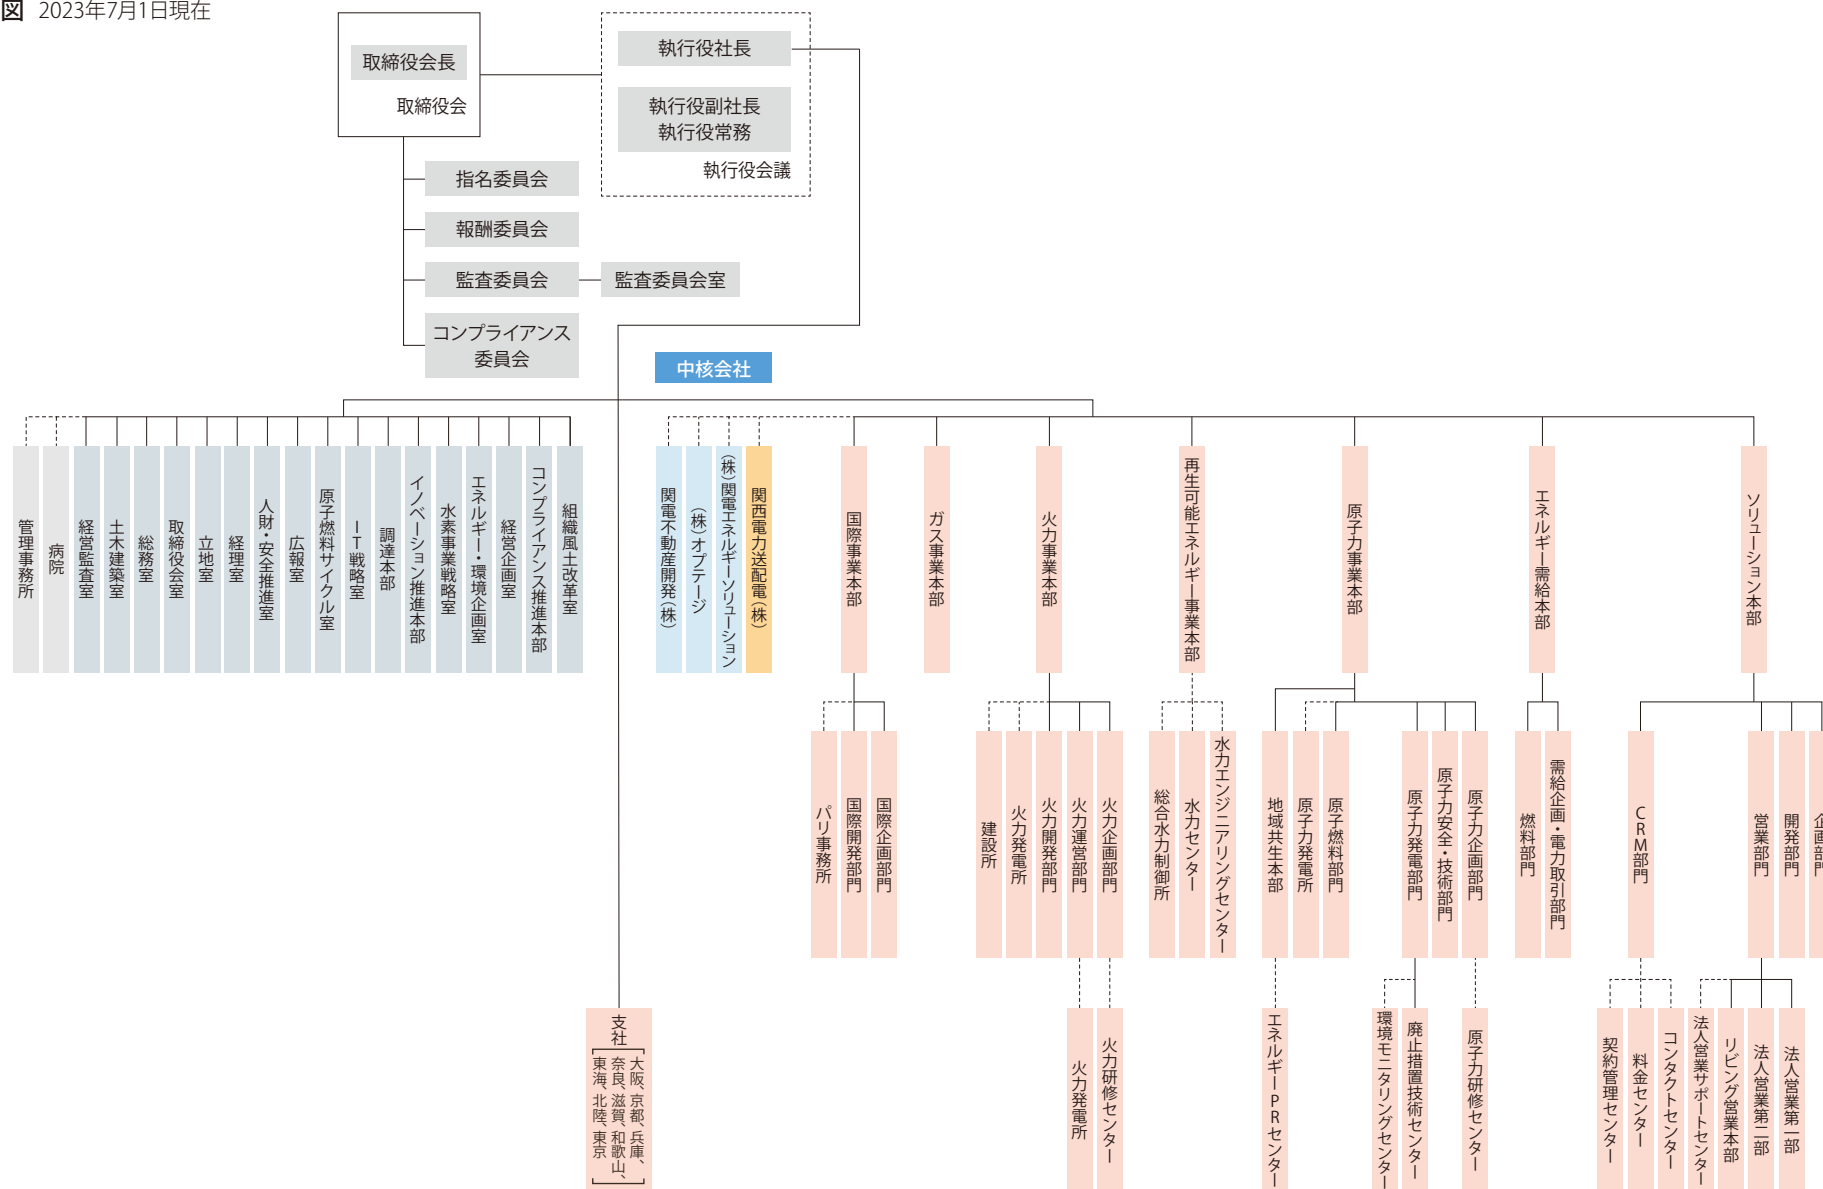 図 2023年7月1日現在
取締役会長
取締役会
執行役社長
執行役副社長
執行役常務
執行役会議
指名委員会
報酬委員会
監査委員会
監査委員会室
コンプライアンス
委員会
中核会社
管理事務所
病院
経営監査室
土木建築室
総務室
取締役会室
立地室
経理室
人財・安全推進室
広報室
原子燃料サイクル室
IT戦略室
調達本部
イノベーション推進本部
水素事業戦略室
エネルギー・環境企画室
経営企画室
コンプライアンス推進本部
組織風土改革室
関電不動産開発(株)
(株)オプテージ
(株)関電エネルギーソリューション
関西電力送配電(株)
国際事業本部
ガス事業本部
火力事業本部
再生可能エネルギー事業本部
原子力事業本部
エネルギー需給本部
ソリューション本部
パリ事務所
国際開発部門
国際企画部門
建設所
火力発電所
火力開発部門
火力運営部門
火力企画部門
総合水力制御所
水力センター
水力エンジニアリングセンター
地域共生本部
原子力発電所
原子燃料部門
原子力発電部門
原子力安全・技術部門
原子力企画部門
燃料部門
需給企画・電力取引部門
CRM部門
営業部門
開発部門
企画部門
支社
大阪、京都、兵庫、
奈良、滋賀、和歌山、
東海、北陸、東京
火力発電所
火力研修センター
エネルギーPRセンター
環境モニタリングセンター
廃止措置技術センター
原子力研修センター
契約管理センター
料金センター
コンタクトセンター
法人営業サポートセンター
リビング営業本部
法人営業第二部
法人営業第一部